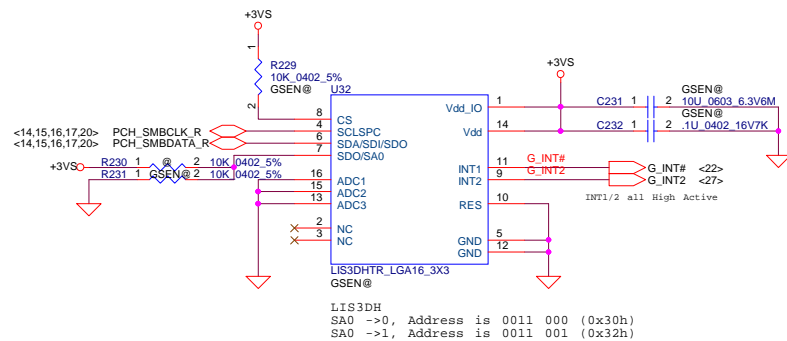 +3VS
1
R229
10K_0402_5%
GSEN@
2
U32
+3VS
8 CS
4 SCLSPC
6 SDA/SDI/SDO
7 SDO/SA0
16 ADC1
15 ADC2
13 ADC3
2 NC
3 NC
Vdd_IO 1
Vdd 14
INT1 11
INT2 9
RES 10
GND 5
GND 12
<14,15,16,17,20> PCH_SMBCLK_R
<14,15,16,17,20> PCH_SMBDATA_R
+3VS R230 1 @ 2 10K_0402_5%
R231 1 GSEN@ 2 10K_0402_5%
GSEN@
C231 1 2 10U_0603_6.3V6M
GSEN@
C232 1 2 .1U_0402_16V7K
G_INT# G_INT# <22>
G_INT2 G_INT2 <27>
INT1/2 all High Active
LIS3DHTR_LGA16_3X3
GSEN@
LIS3DH
SA0 ->0, Address is 0011 000 (0x30h)
SA0 ->1, Address is 0011 001 (0x32h)